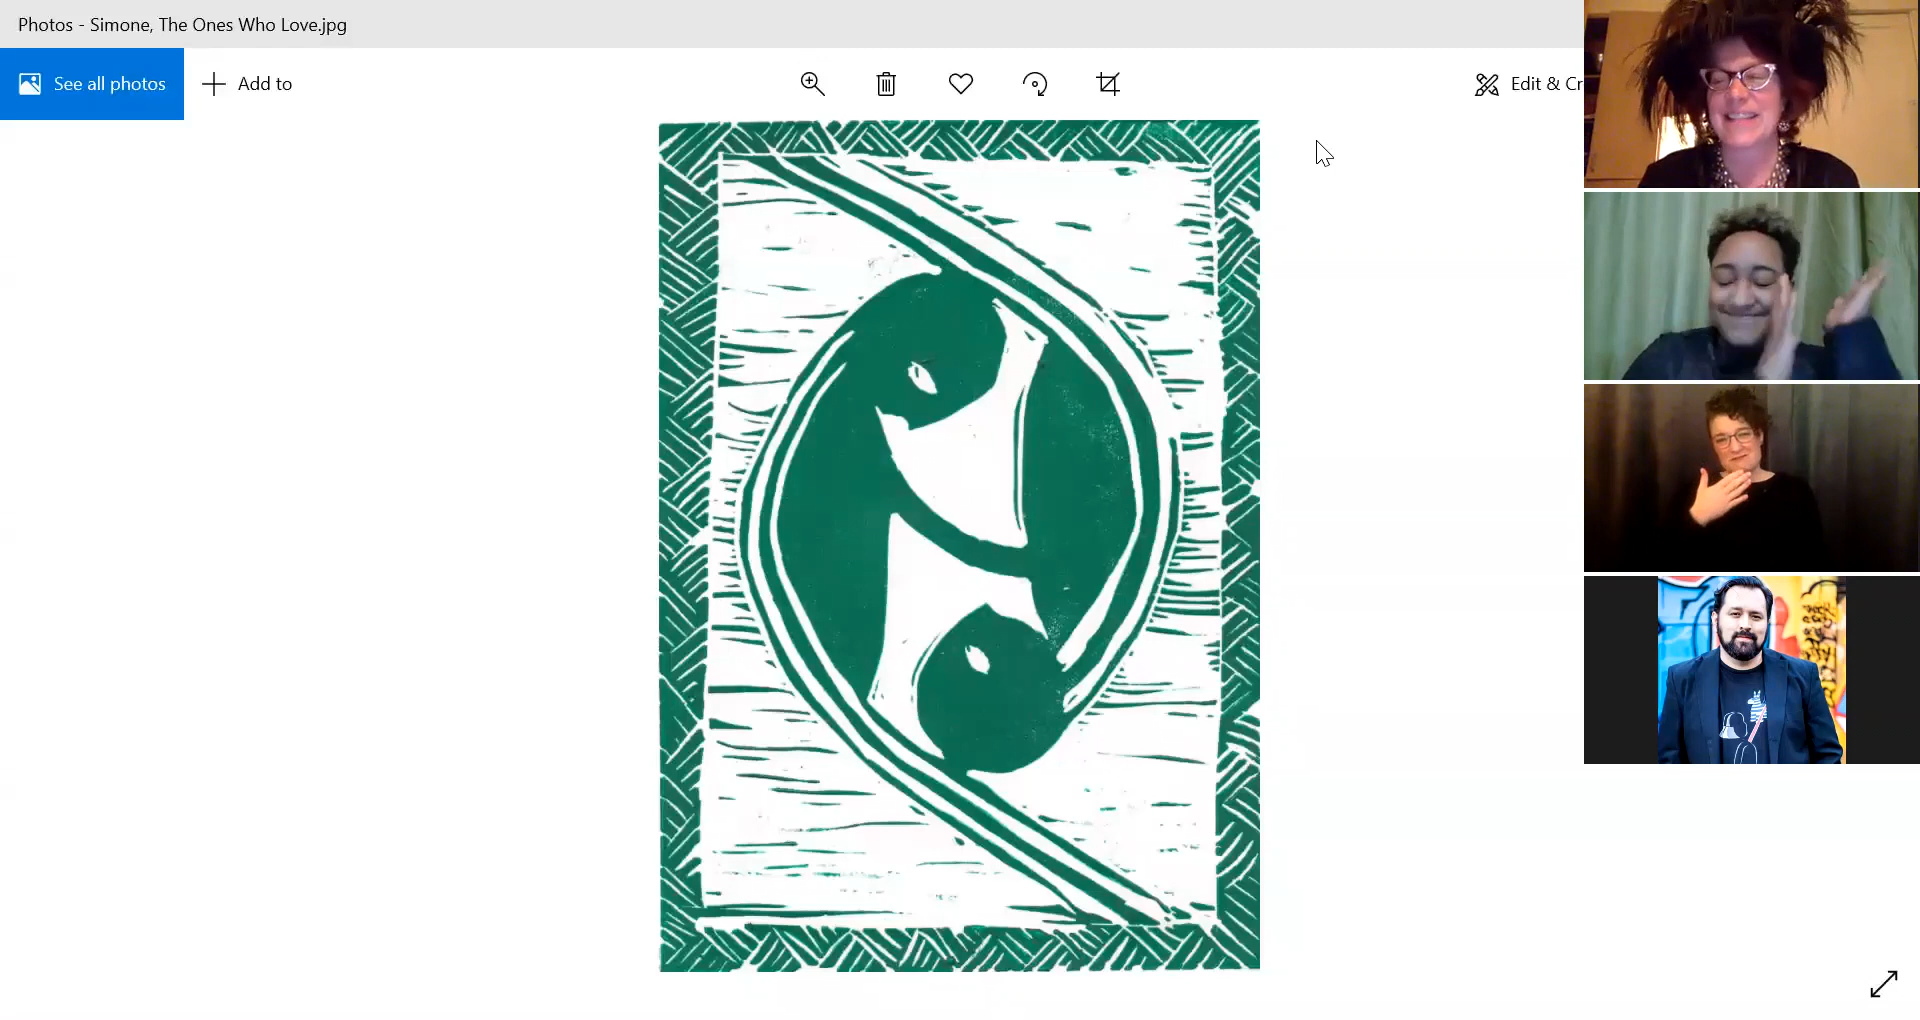 Photos - Simone, The Ones Who Love.jpg
See all photos
Add to
Edit & Cr